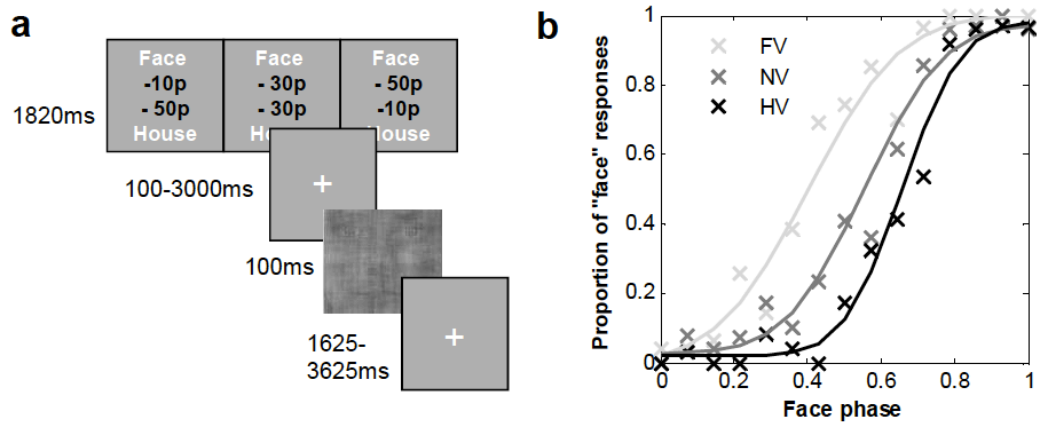 a
Face
-10p
- 50p
House
Face
- 30p
- 30p
Face
- 50p
-10p
House
1820ms
100-3000ms
100ms
1625-
3625ms
b
FV
NV
HV
Proportion of "face" responses
1
0.8
0.6
0.4
0.2
0
0
0.2
0.4
0.6
0.8
1
Face phase